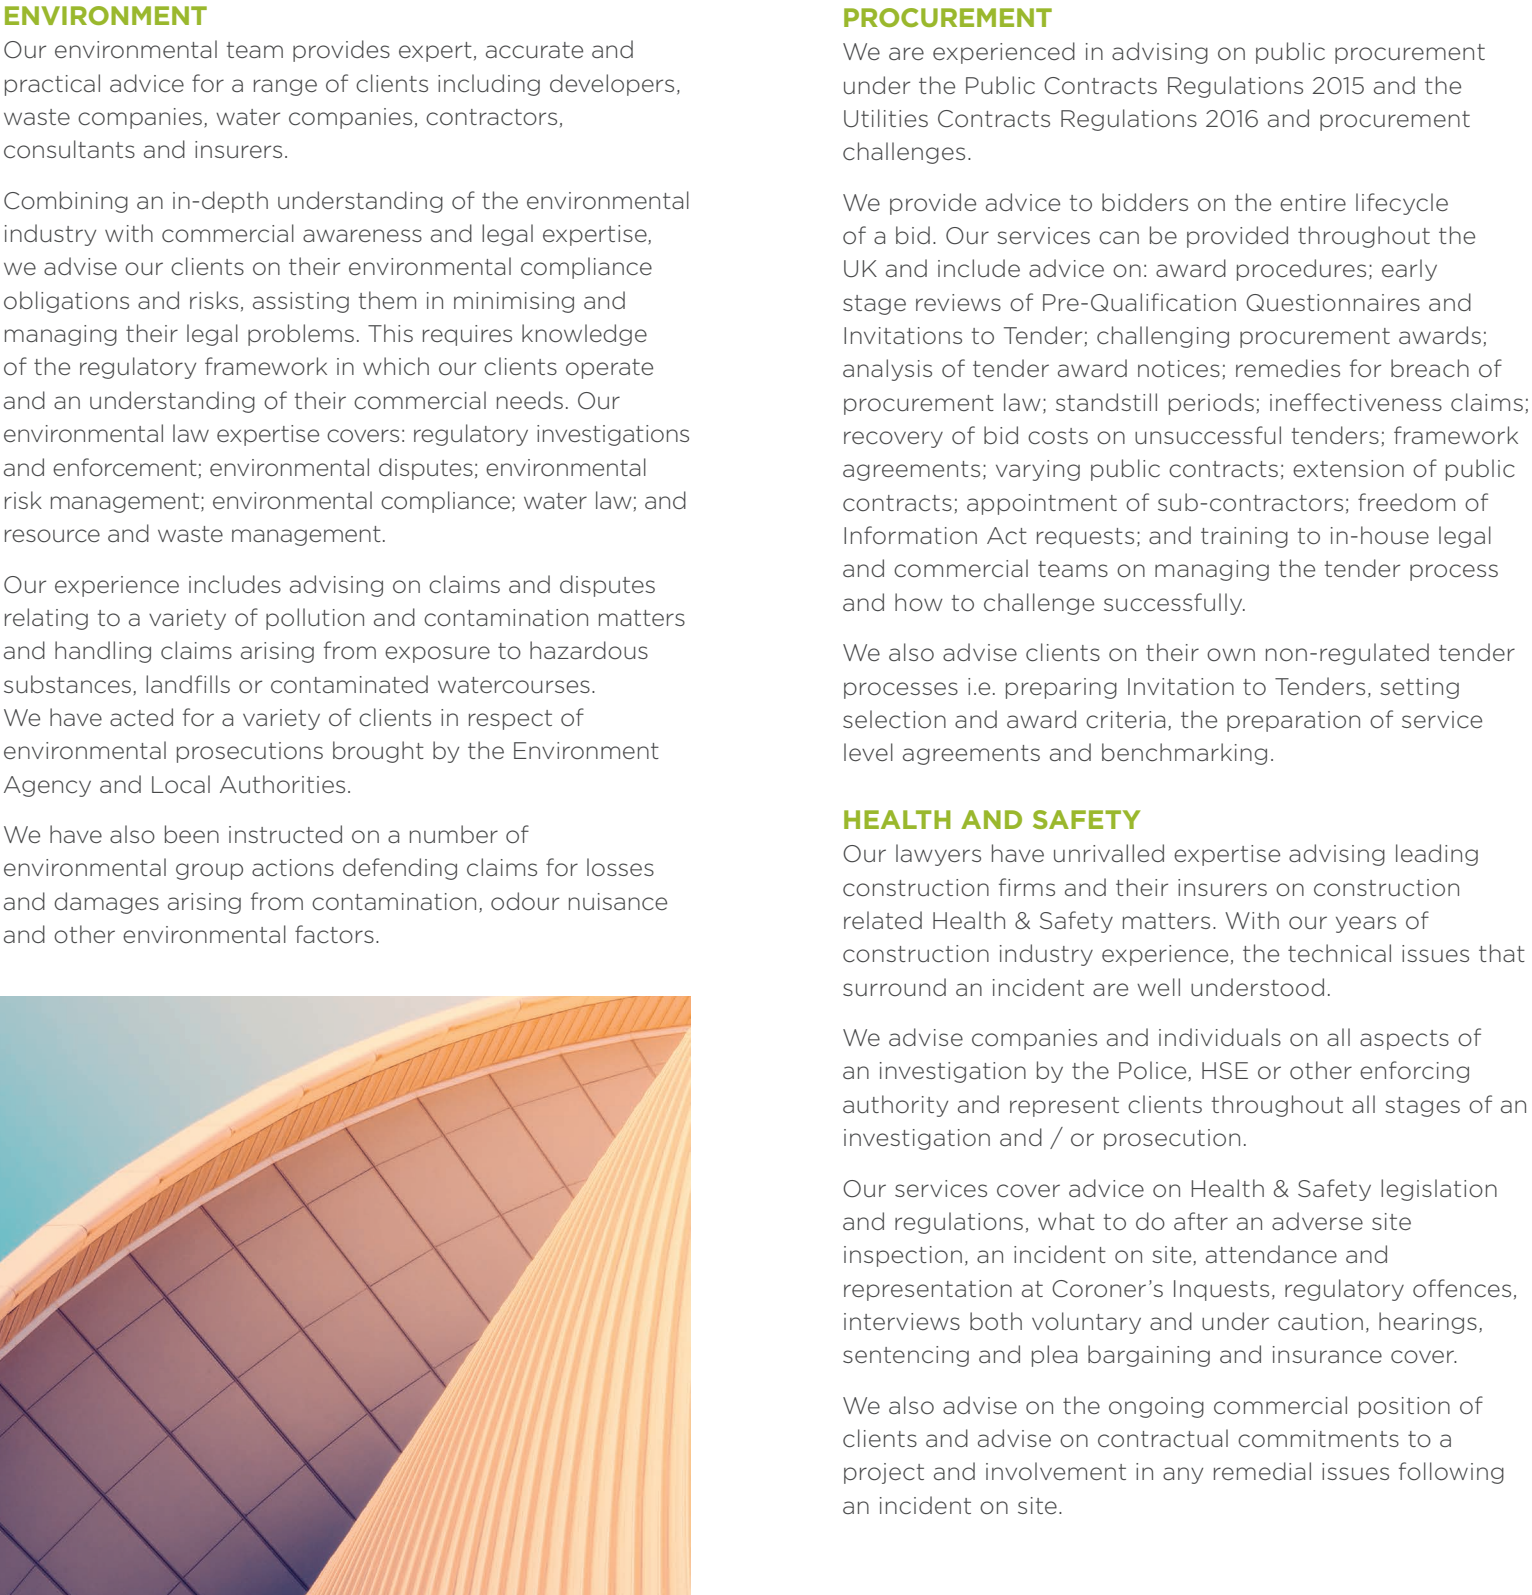 ENVIRONMENT
Our environmental team provides expert, accurate and
practical advice for a range of clients including developers,
waste companies, water companies, contractors,
consultants and insurers.
Combining an in-depth understanding of the environmental
industry with commercial awareness and legal expertise,
we advise our clients on their environmental compliance
obligations and risks, assisting them in minimising and
managing their legal problems. This requires knowledge
of the regulatory framework in which our clients operate
and an understanding of their commercial needs. Our
environmental law expertise covers: regulatory investigations
and enforcement; environmental disputes; environmental
risk management; environmental compliance; water law; and
resource and waste management.
Our experience includes advising on claims and disputes
relating to a variety of pollution and contamination matters
and handling claims arising from exposure to hazardous
substances, landfills or contaminated watercourses.
We have acted for a variety of clients in respect of
environmental prosecutions brought by the Environment
Agency and Local Authorities.
We have also been instructed on a number of
environmental group actions defending claims for losses
and damages arising from contamination, odour nuisance
and other environmental factors.
PROCUREMENT
We are experienced in advising on public procurement
under the Public Contracts Regulations 2015 and the
Utilities Contracts Regulations 2016 and procurement
challenges.
We provide advice to bidders on the entire lifecycle
of a bid. Our services can be provided throughout the
UK and include advice on: award procedures; early
stage reviews of Pre-Qualification Questionnaires and
Invitations to Tender; challenging procurement awards;
analysis of tender award notices; remedies for breach of
procurement law; standstill periods; ineffectiveness claims;
recovery of bid costs on unsuccessful tenders; framework
agreements; varying public contracts; extension of public
contracts; appointment of sub-contractors; freedom of
Information Act requests; and training to in-house legal
and commercial teams on managing the tender process
and how to challenge successfully.
We also advise clients on their own non-regulated tender
processes i.e. preparing Invitation to Tenders, setting
selection and award criteria, the preparation of service
level agreements and benchmarking.
HEALTH AND SAFETY
Our lawyers have unrivalled expertise advising leading
construction firms and their insurers on construction
related Health & Safety matters. With our years of
construction industry experience, the technical issues that
surround an incident are well understood.
We advise companies and individuals on all aspects of
an investigation by the Police, HSE or other enforcing
authority and represent clients throughout all stages of an
investigation and / or prosecution.
Our services cover advice on Health & Safety legislation
and regulations, what to do after an adverse site
inspection, an incident on site, attendance and
representation at Coroner’s Inquests, regulatory offences,
interviews both voluntary and under caution, hearings,
sentencing and plea bargaining and insurance cover.
We also advise on the ongoing commercial position of
clients and advise on contractual commitments to a
project and involvement in any remedial issues following
an incident on site.